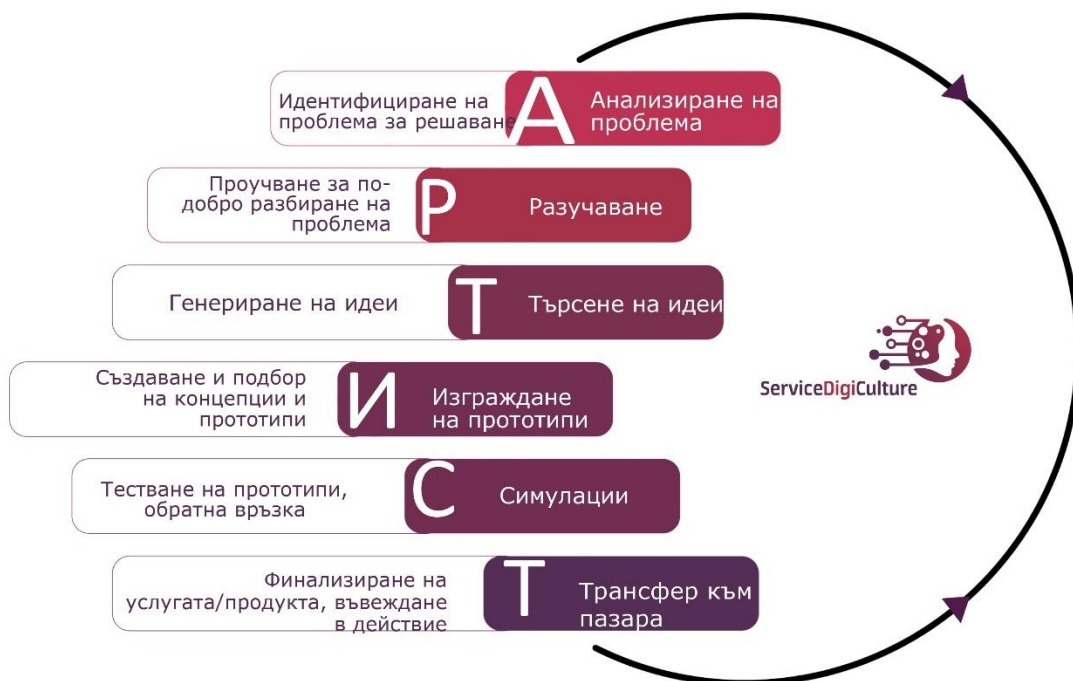 Идентифициране на
проблема за решаване
А
Анализиране на
проблема
Проучване за по-
добро разбиране на
проблема
Р
Разучаване
Генериране на идеи
Т
Търсене на идеи
Създаване и подбор
на концепции и
прототипи
И
Изграждане
на прототипи
Тестване на прототипи,
обратна връзка
С
Симулации
Финализиране на
услугата/продукта, въвеждане
в действие
Т
Трансфер към
пазара
ServiceDigiCulture